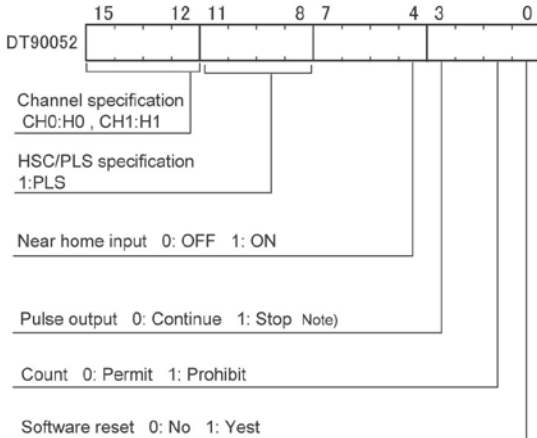 15 12 11 8 7 4 3 0
DT90052
Channel specification
CH0:H0 , CH1:H1
HSC/PLS specification
1:PLS
Near home input 0: OFF 1: ON
Pulse output 0: Continue 1: Stop Note)
Count 0: Permit 1: Prohibit
Software reset 0: No 1: Yest